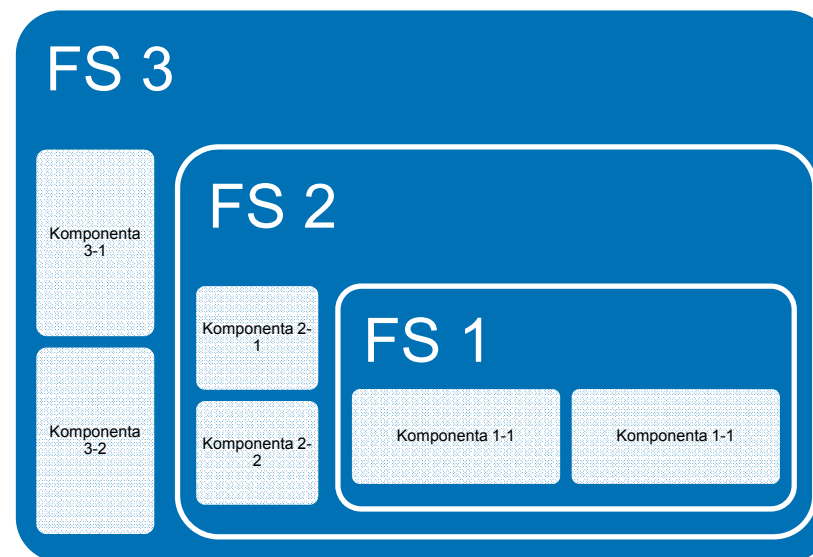 FS 3
Komponenta
3-1
Komponenta
3-2
FS 2
Komponenta 2-
1
Komponenta 2-
2
FS 1
Komponenta 1-1
Komponenta 1-1